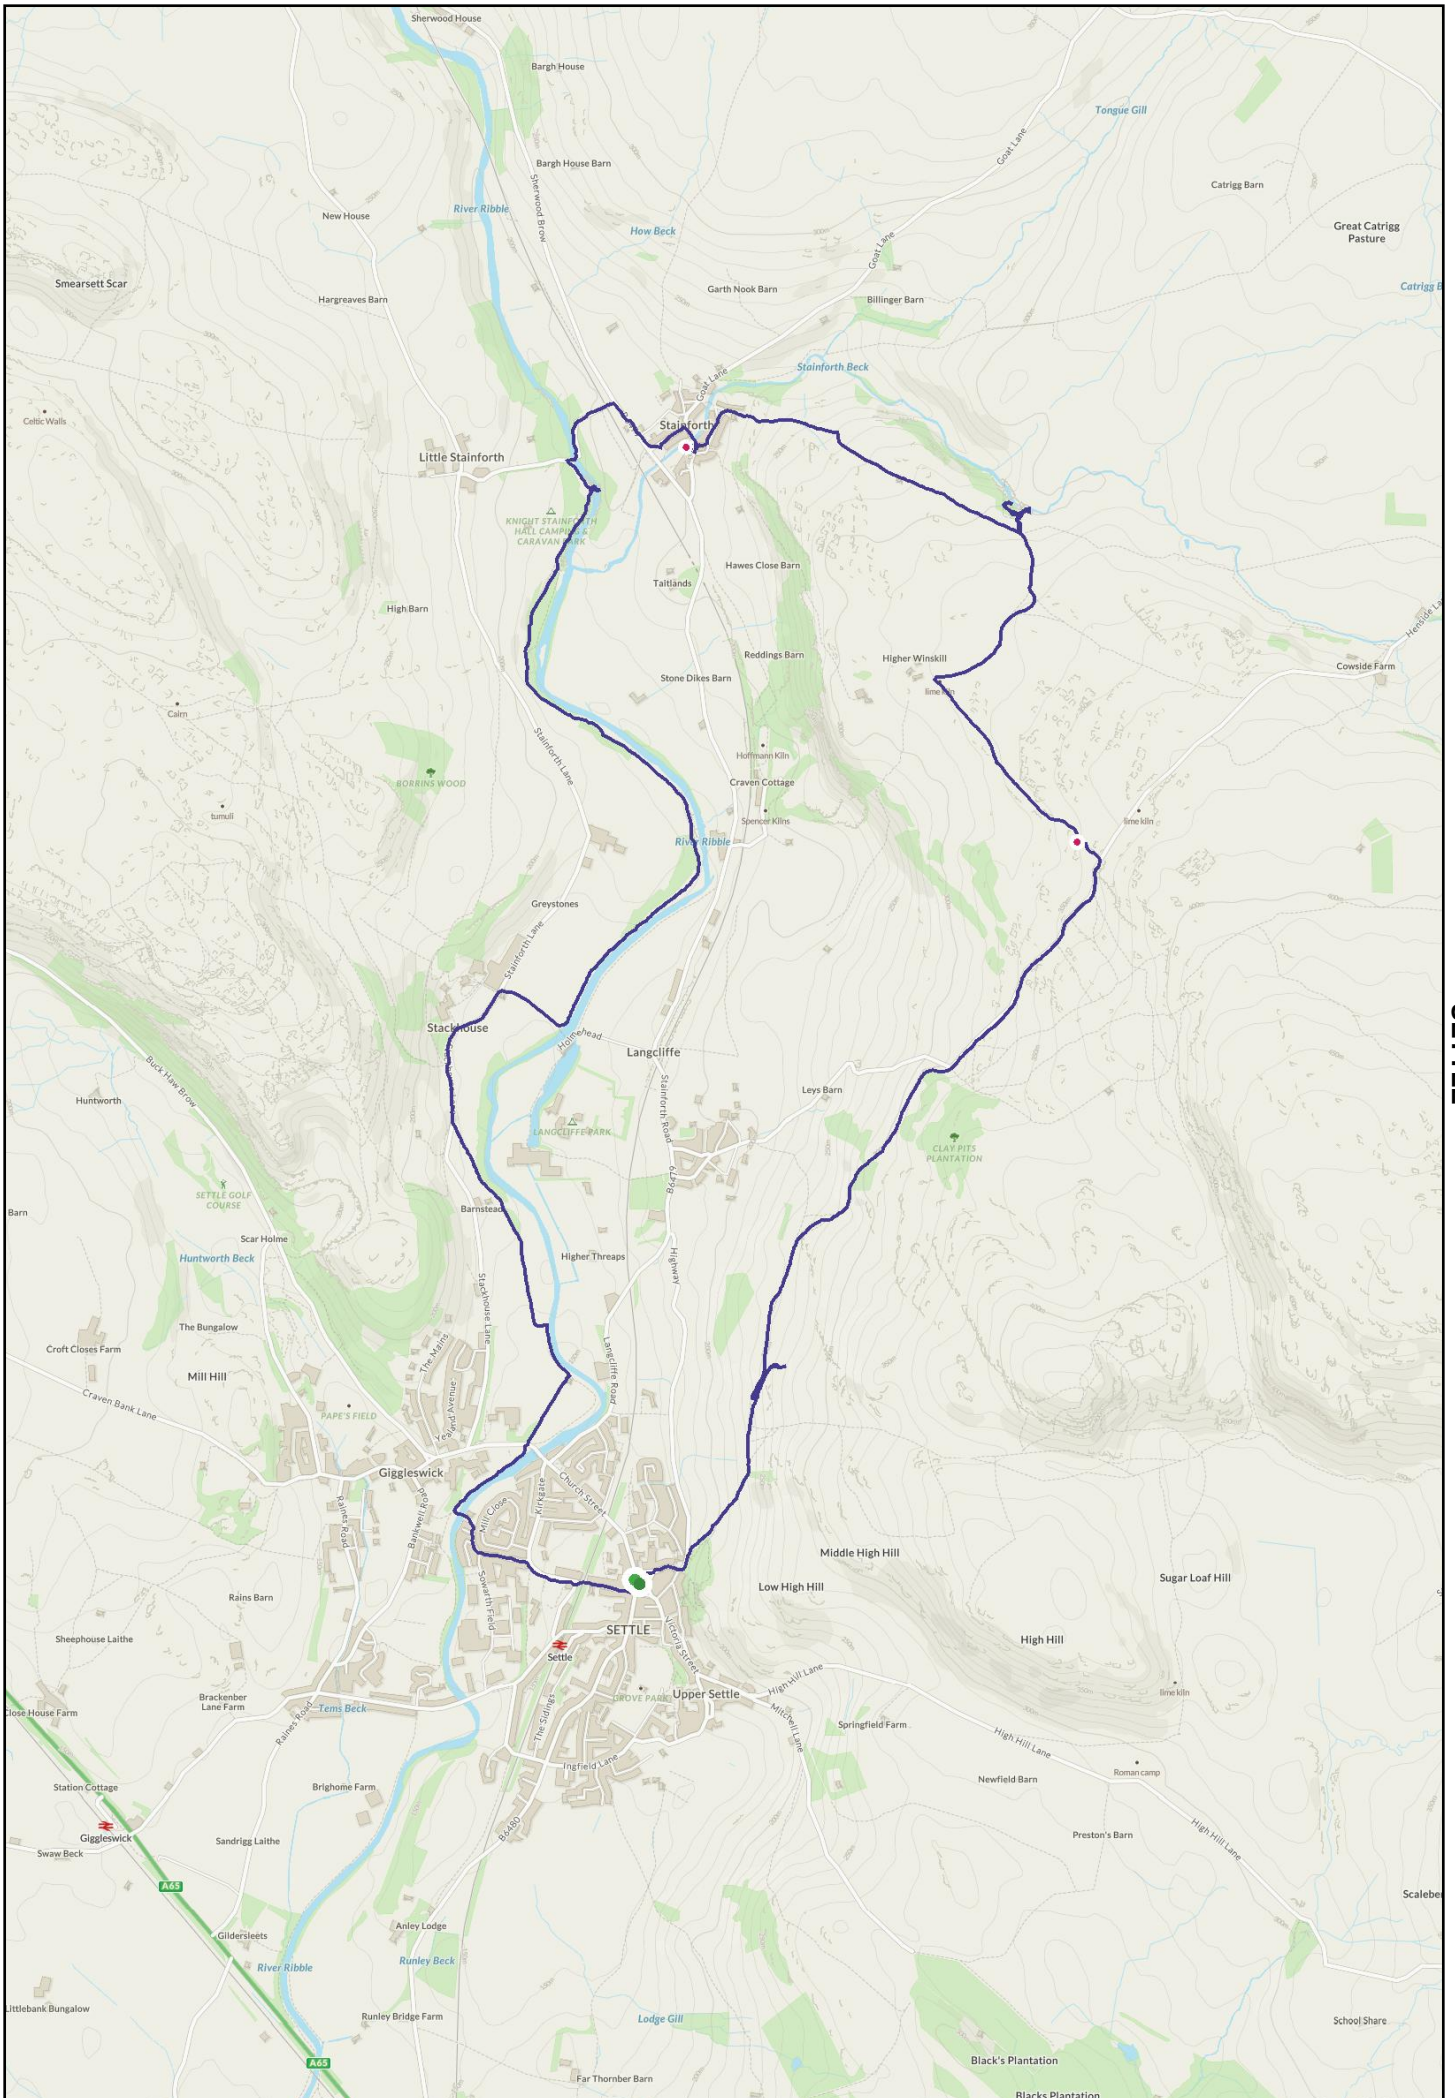 Sherwood House
Bargh House
Tongue Gill
Goat Lane
Bargh House Barn
Sherwood Brow
Catrigg Barn
River Ribble
New House
How Beck
Great Catrigg
Pasture
Goat Lane
Smearsett Scar
Garth Nook Barn
Hargreaves Barn
Billinger Barn
Stainforth Beck
Goat Lane
Celtic Walls
Stainforth
Little Stainforth
KNIGHT STAINFORTH
HALL CAMPING &
CARAVAN PARK
Hawes Close Barn
Taitlands
High Barn
Reddings Barn
Higher Winskill
Cowside Farm
Stone Dikes Barn
lime kiln
Cairn
Stainforth Lane
Hoffmann Kiln
BORRINS WOOD
Craven Cottage
tumuli
Spencer Kilns
lime kiln
River Ribble
Greystones
Stainforth Lane
Stackhouse
Holmehead
Langcliffe
Buck Haw Brow
Huntworth
Stainforth Road
Leys Barn
LANGCLIFFE PARK
CLAY PITS
PLANTATION
B6479
SETTLE GOLF
COURSE
Barn
Barnstead
Scar Holme
Huntworth Beck
Higher Threaps
Highway
Stackhouse Lane
The Bungalow
The Mains
Croft Closes Farm
Langcliffe Road
Mill Hill
Yealand Avenue
Craven Bank Lane
PAPE'S FIELD
Giggleswick
Church Street
Kirkgate
Mill Close
Raines Road
Bankwell Road
Middle High Hill
Low High Hill
Sugar Loaf Hill
Rains Barn
Sowarth Field
SETTLE
Victoria Street
Sheephouse Laithe
High Hill
Settle
High Hill Lane
lime kiln
Brackenber
Lane Farm
Tems Beck
The Sidings
GROVE PARK
Upper Settle
Close House Farm
Raines Road
Mitchell Lane
Springfield Farm
High Hill Lane
Ingfield Lane
Roman camp
Station Cottage
Brighome Farm
Newfield Barn
B6480
High Hill Lane
Giggleswick
Sandrigg Laithe
Preston's Barn
Swaw Beck
A65
Anley Lodge
Gildersleets
Runley Beck
River Ribble
Littlebank Bungalow
Runley Bridge Farm
Lodge Gill
School Share
A65
Black's Plantation
Far Thornber Barn
Blacks Plantation